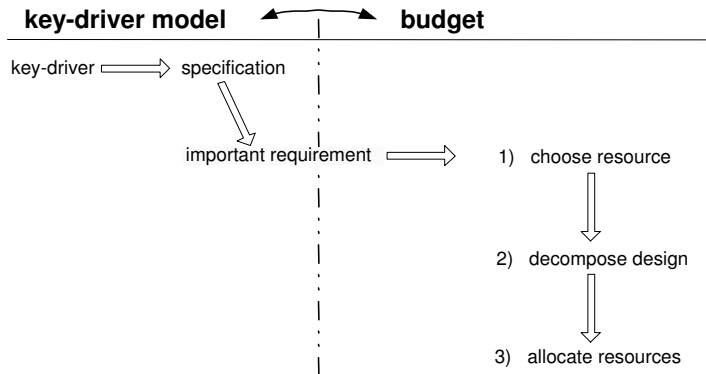 key-driver model
budget
key-driver
specification
important requirement
1) choose resource
2) decompose design
3) allocate resources